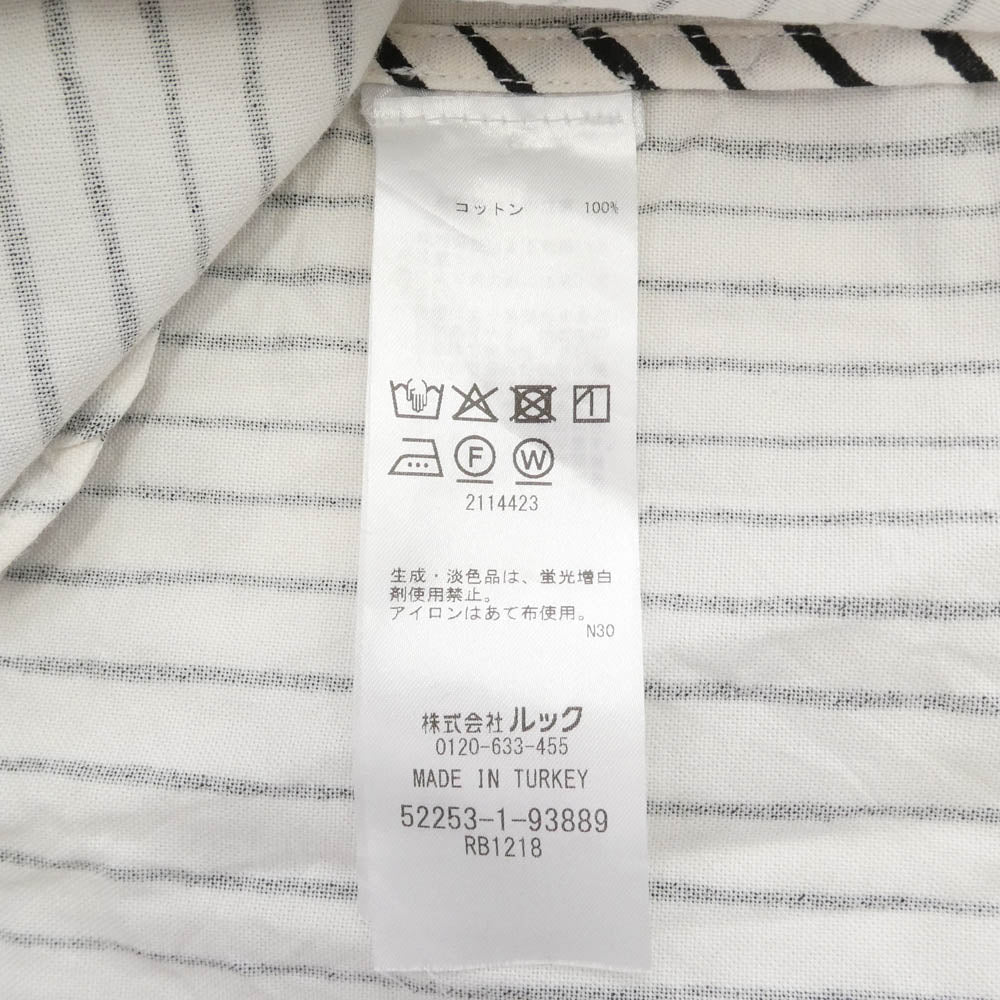 コットン 100%
F W
2114423
生成・淡色品は、蛍光増白
剤使用禁止。
アイロンはあて布使用。
N30
株式会社ルック
0120-633-455
MADE IN TURKEY
52253-1-93889
RB1218